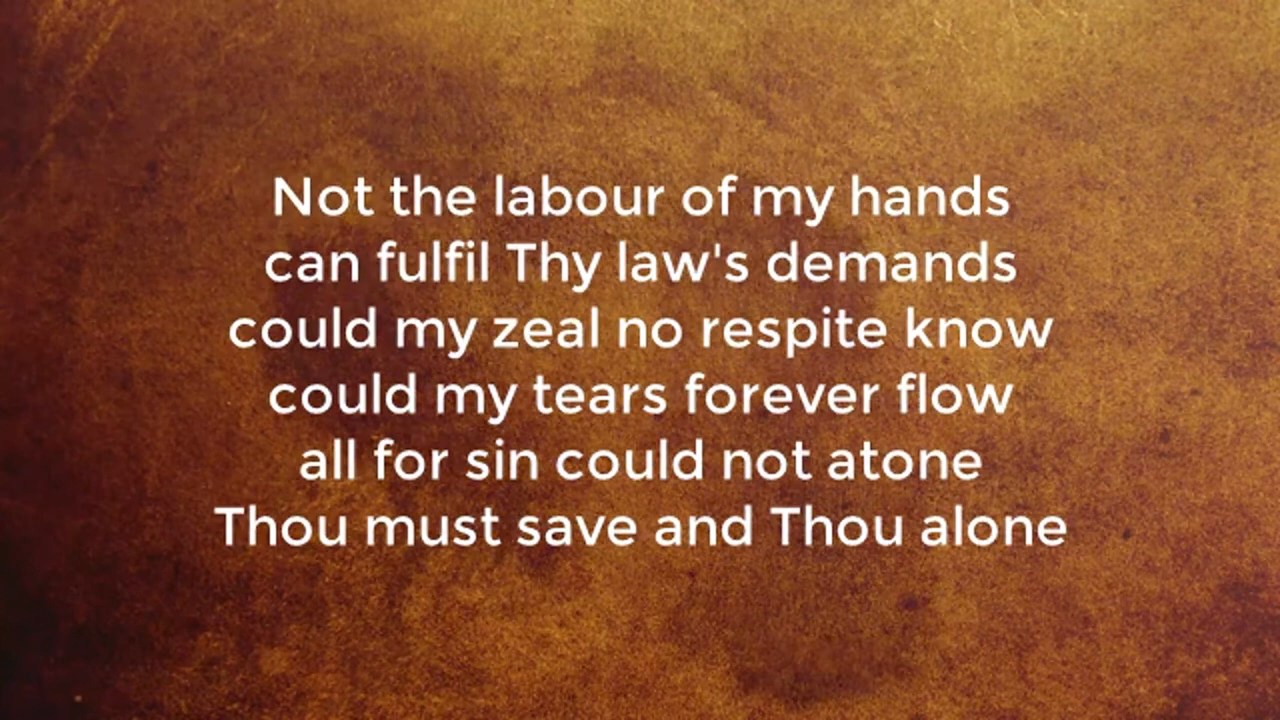 Not the labour of my hands
can fulfil Thy law's demands
could my zeal no respite know
could my tears forever flow
all for sin could not atone
Thou must save and Thou alone